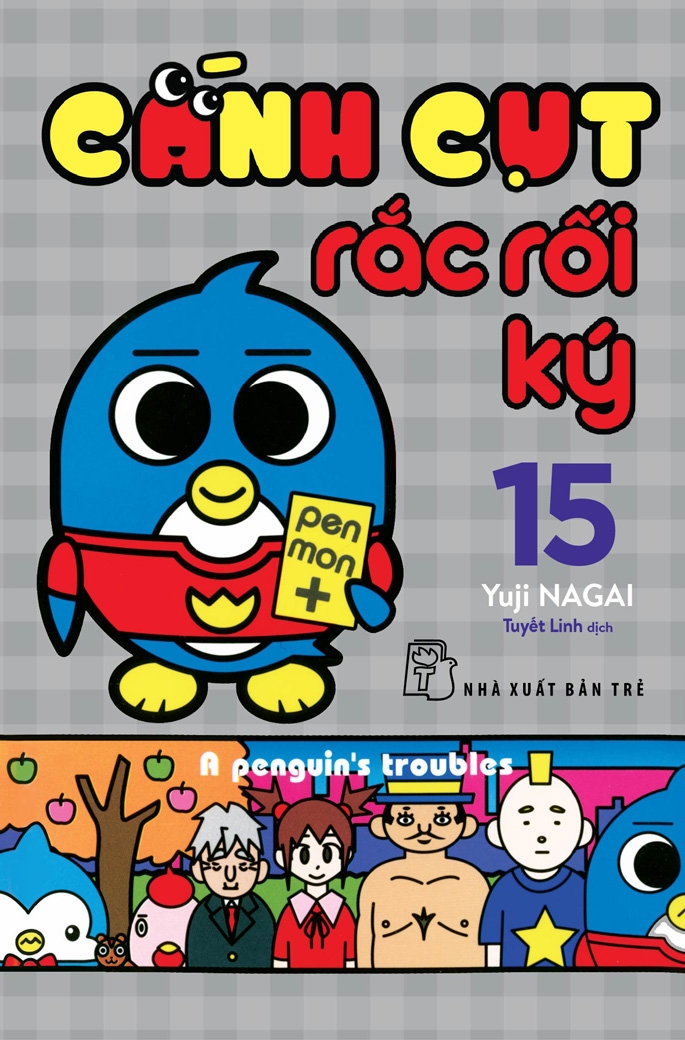 CÁNH CỤT
rắc rối
ký
15
Yuji NAGAI
Tuyết Linh dịch
T
NHÀ XUẤT BẢN TRẺ
pen
mon
+
A penguin's troubles